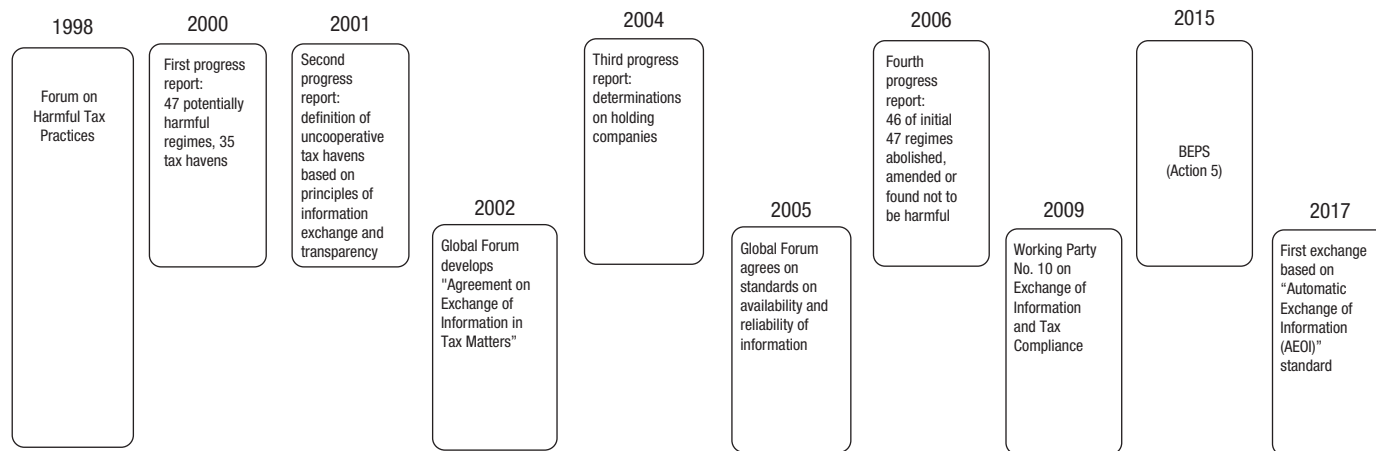 1998
Forum on
Harmful Tax
Practices
2000
First progress
report:
47 potentially
harmful
regimes, 35
tax havens
2001
Second
progress
report:
definition of
uncooperative
tax havens
based on
principles of
information
exchange and
transparency
2002
Global Forum
develops
"Agreement on
Exchange of
Information in
Tax Matters”
2004
Third progress
report:
determinations
on holding
companies
2005
Global Forum
agrees on
standards on
availability and
reliability of
information
2006
Fourth
progress
report:
46 of initial
47 regimes
abolished,
amended or
found not to
be harmful
2009
Working Party
No. 10 on
Exchange of
Information
and Tax
Compliance
2015
BEPS
(Action 5)
2017
First exchange
based on
“Automatic
Exchange of
Information
(AEOI)”
standard